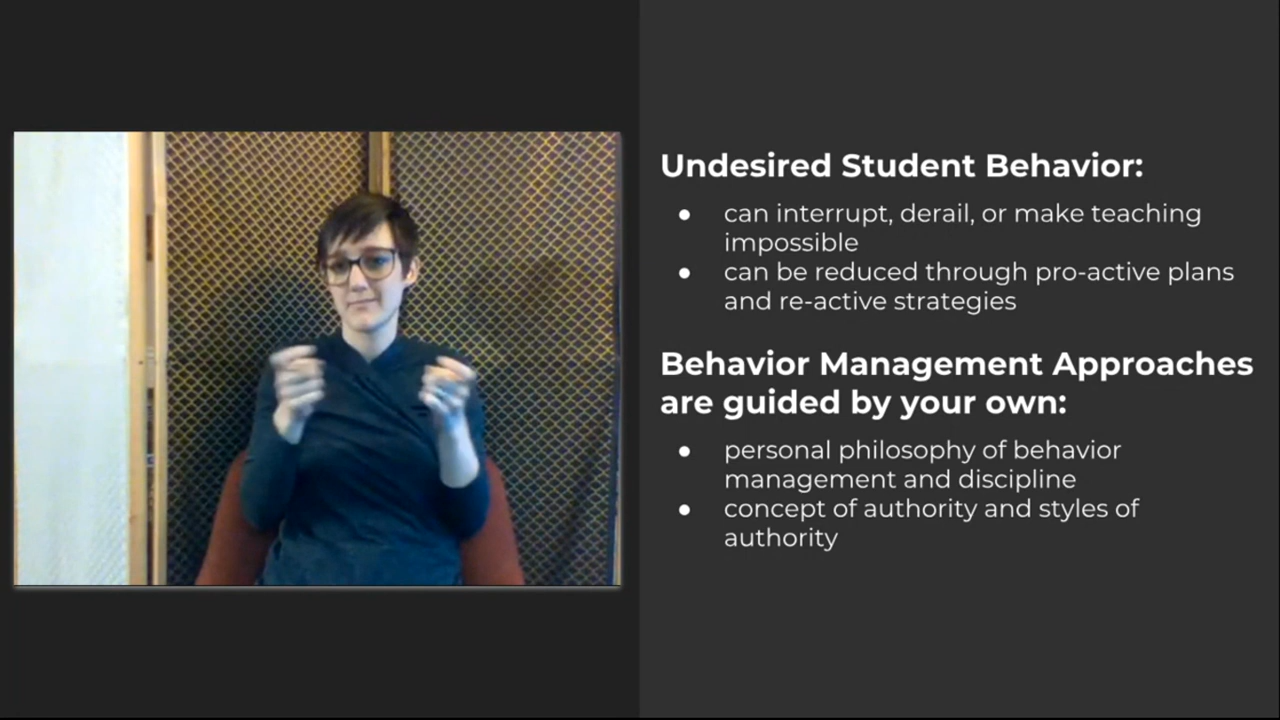 Undesired Student Behavior:
● can interrupt, derail, or make teaching
impossible
● can be reduced through pro-active plans
and re-active strategies
Behavior Management Approaches
are guided by your own:
● personal philosophy of behavior
management and discipline
● concept of authority and styles of
authority